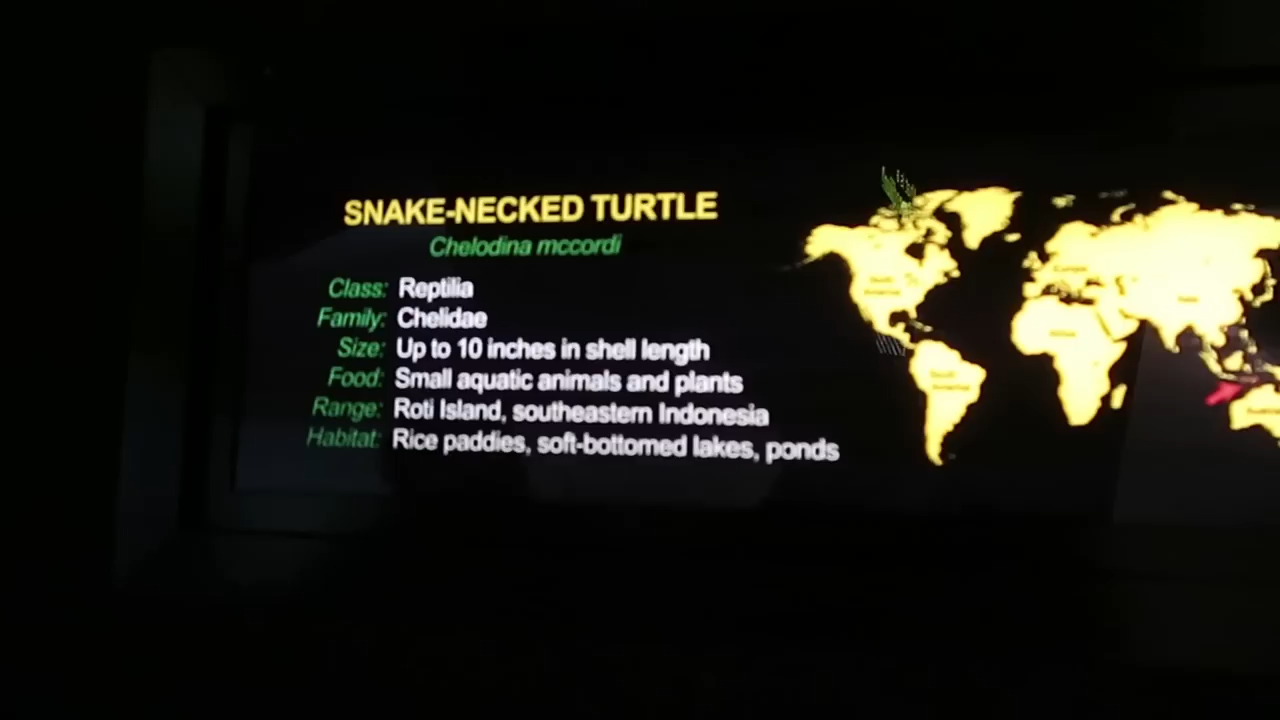 SNAKE-NECKED TURTLE
Chelodina mccordi
Class: Reptilia
Family: Chelidae
Size: Up to 10 inches in shell length
Food: Small aquatic animals and plants
Range: Roti Island, southeastern Indonesia
Habitat: Rice paddies, soft-bottomed lakes, ponds